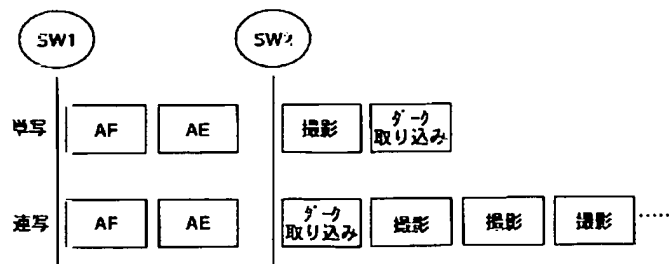 SW1 SW2
単写 AF AE 撮影 ダーク
取り込み
連写 AF AE ダーク
取り込み 撮影 撮影 撮影 ……